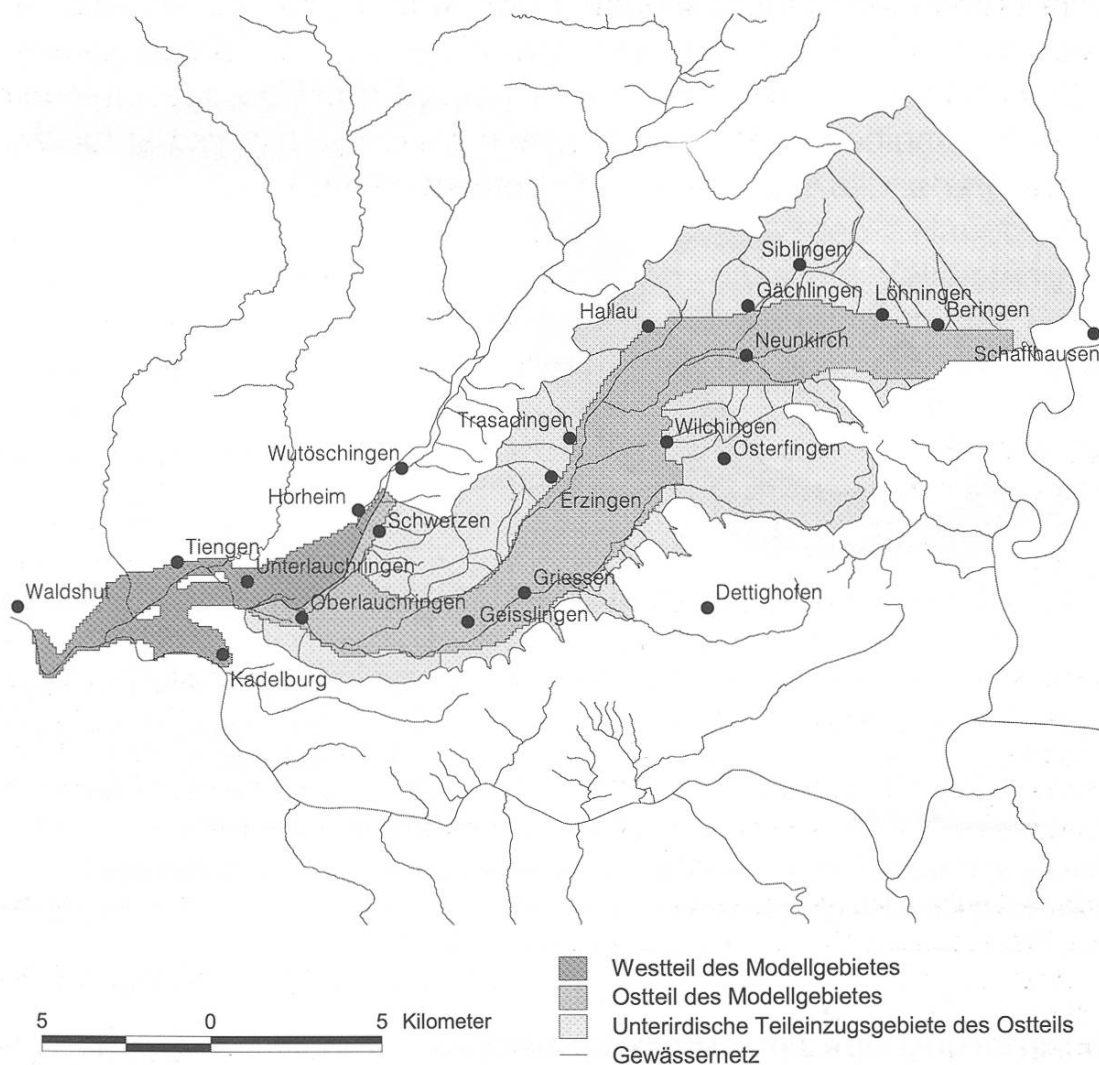 Siblingen
Gächlingen
Löhningen
Hallau
Beringen
Neunkirch
Schaffhausen
Trasadingen
Wilchingen
Osterfingen
Wutöschingen
Erzingen
Horheim
Schwerzen
Tiengen
Unterlauchringen
Griessen
Waldshut
Oberlauchringen
Geisslingen
Dettighofen
Kadelburg
Westteil des Modellgebietes
Ostteil des Modellgebietes
5 0 5 Kilometer
Unterirdische Teileinzugsgebiete des Ostteils
Gewässernetz